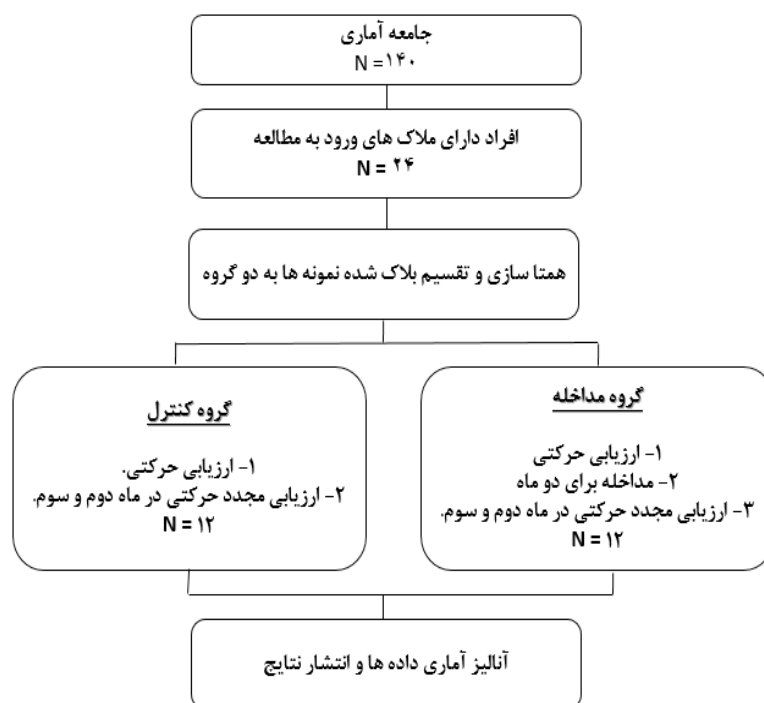 جامعه آماری
N =۱۴۰
افراد دارای ملاک های ورود به مطالعه
N = ۲۴
همتا سازی و تقسیم بلاک شده نمونه ها به دو گروه
گروه مداخله
۱- ارزیابی حرکتی
۲- مداخله برای دو ماه
۳- ارزیابی مجدد حرکتی در ماه دوم و سوم.
N = ۱۲
گروه کنترل
۱- ارزیابی حرکتی.
۲- ارزیابی مجدد حرکتی در ماه دوم و سوم.
N = ۱۲
آنالیز آماری داده ها و انتشار نتایج